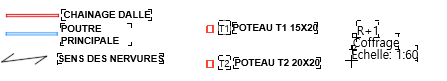 CHAINAGE DALLE
POUTRE
PRINCIPALE
SENS DES NERVURES
T1 POTEAU T1 15X20
T2 POTEAU T2 20X20
R+1
Coffrage
Echelle: 1:60